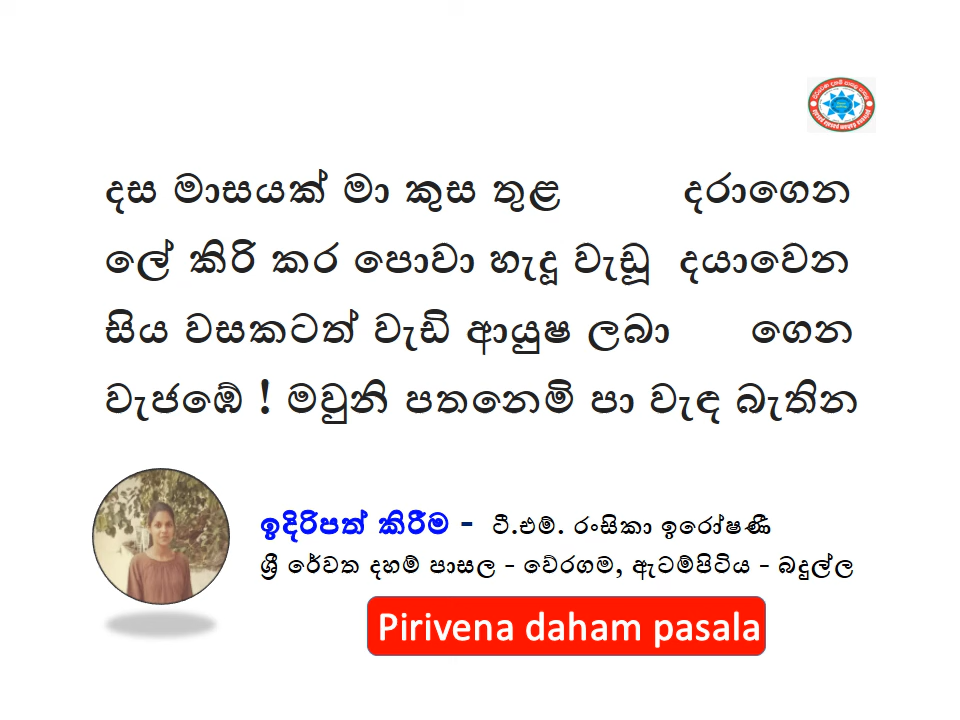 දස මාසයක් මා කුස තුළ දරාගෙන
ලේ කිරි කර පොවා හැදූ වැඩූ දයාවෙන
සිය වසකටත් වැඩි ආයුෂ ලබා ගෙන
වැජඹේ ! මවුනි පතනෙමි පා වැඳ බැතින
ඉදිරිපත් කිරීම - ටී.එම්. රංසිකා ඉරෝෂණී
ශ්‍රී රේවත දහම් පාසල - වේරගම, ඇටම්පිටිය - බදුල්ල
Pirivena daham pasala